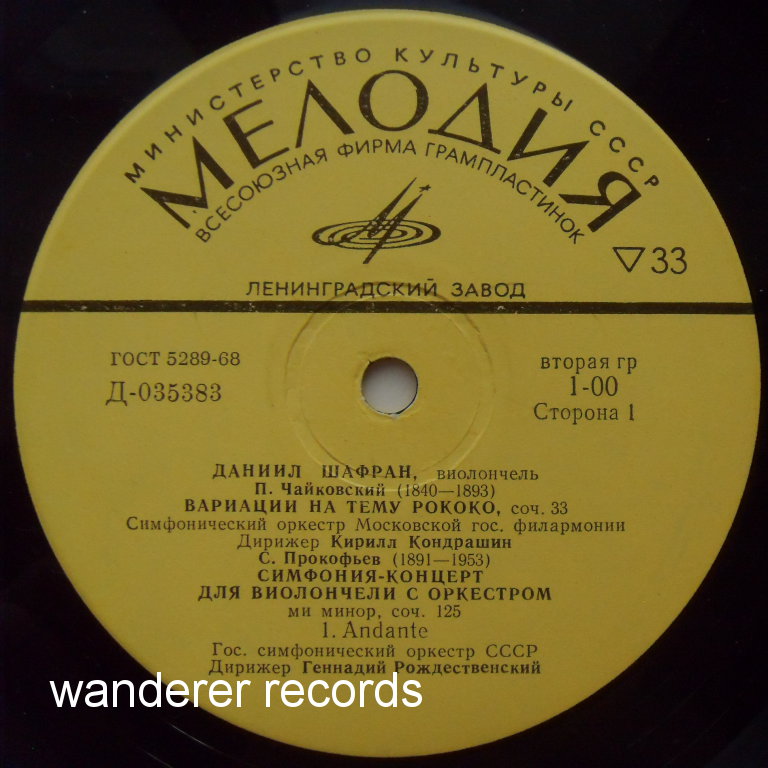 МИНИСТЕРСТВО КУЛЬТУРЫ СССР
МЕЛОДИЯ
ВСЕСОЮЗНАЯ ФИРМА ГРАМПЛАСТИНОК
▽33
ЛЕНИНГРАДСКИЙ ЗАВОД
ГОСТ 5289-68
Д-035383
вторая гр
1-00
Сторона 1
ДАНИИЛ ШАФРАН, виолончель
П. Чайковский (1840—1893)
ВАРИАЦИИ НА ТЕМУ РОКОКО, соч. 33
Симфонический оркестр Московской гос. филармонии
Дирижер Кирилл Кондрашин
С. Прокофьев (1891—1953)
СИМФОНИЯ-КОНЦЕРТ
ДЛЯ ВИОЛОНЧЕЛИ С ОРКЕСТРОМ
ми минор, соч. 125
1. Andante
Гос. симфонический оркестр СССР
Дирижер Геннадий Рождественский
wanderer records